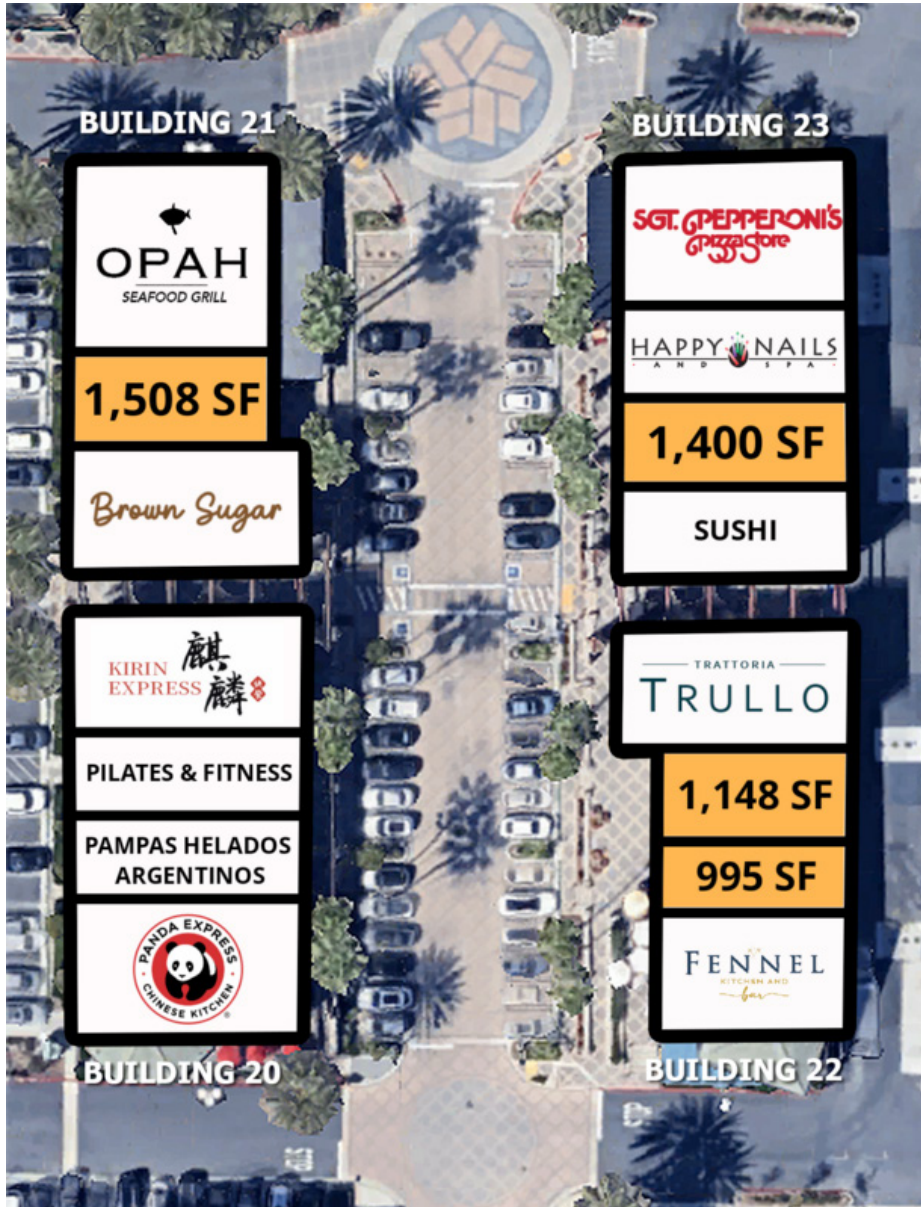 BUILDING 21
OPAH
SEAFOOD GRILL
1,508 SF
Brown Sugar
KIRIN
EXPRESS
麒
麟
PILATES & FITNESS
PAMPAS HELADOS
ARGENTINOS
PANDA EXPRESS
CHINESE KITCHEN
®
BUILDING 20
BUILDING 23
SGT. PEPPERONI'S
Pizza Store
HAPPY NAILS
AND SPA
1,400 SF
SUSHI
TRATTORIA
TRULLO
1,148 SF
995 SF
FENNEL
KITCHEN AND
bar
BUILDING 22